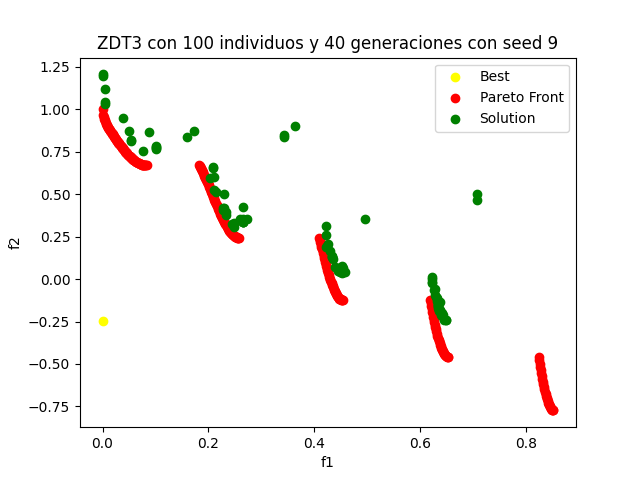 ZDT3 con 100 individuos y 40 generaciones con seed 9
1.25
1.00
0.75
0.50
0.25
0.00
−0.25
−0.50
−0.75
f2
Best
Pareto Front
Solution
0.0 0.2 0.4 0.6 0.8
f1